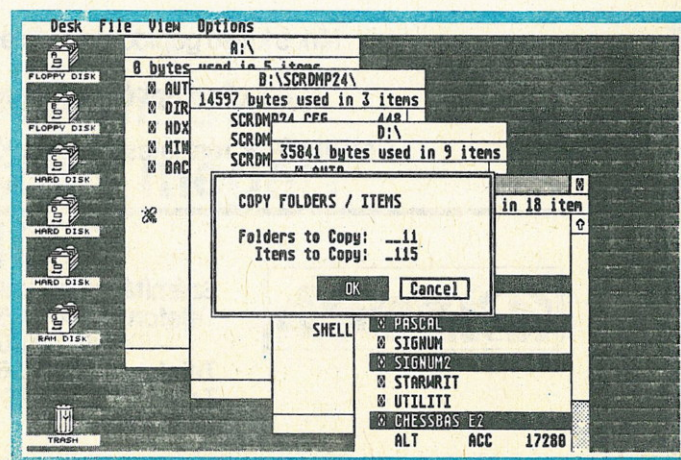 Desk File View Options
A:\
0 bytes used in 5 items
B:\SCRDMP24\
FLOPPY DISK
AUT
14597 bytes used in 3 items
DIR
SCRDMP24 CFG 448
D:\
FLOPPY DISK
HDX
SCRDM
35841 bytes used in 9 items
HIN
SCRDM
AUTO
BAC
HARD DISK
COPY FOLDERS / ITEMS
in 18 item
HARD DISK
Folders to Copy: __11
Items to Copy: _115
HARD DISK
OK Cancel
SHELL
PASCAL
RAM DISK
SIGNUM
SIGNUM2
STARWRIT
UTILITI
CHESSBAS E2
TRASH
ALT ACC 17280